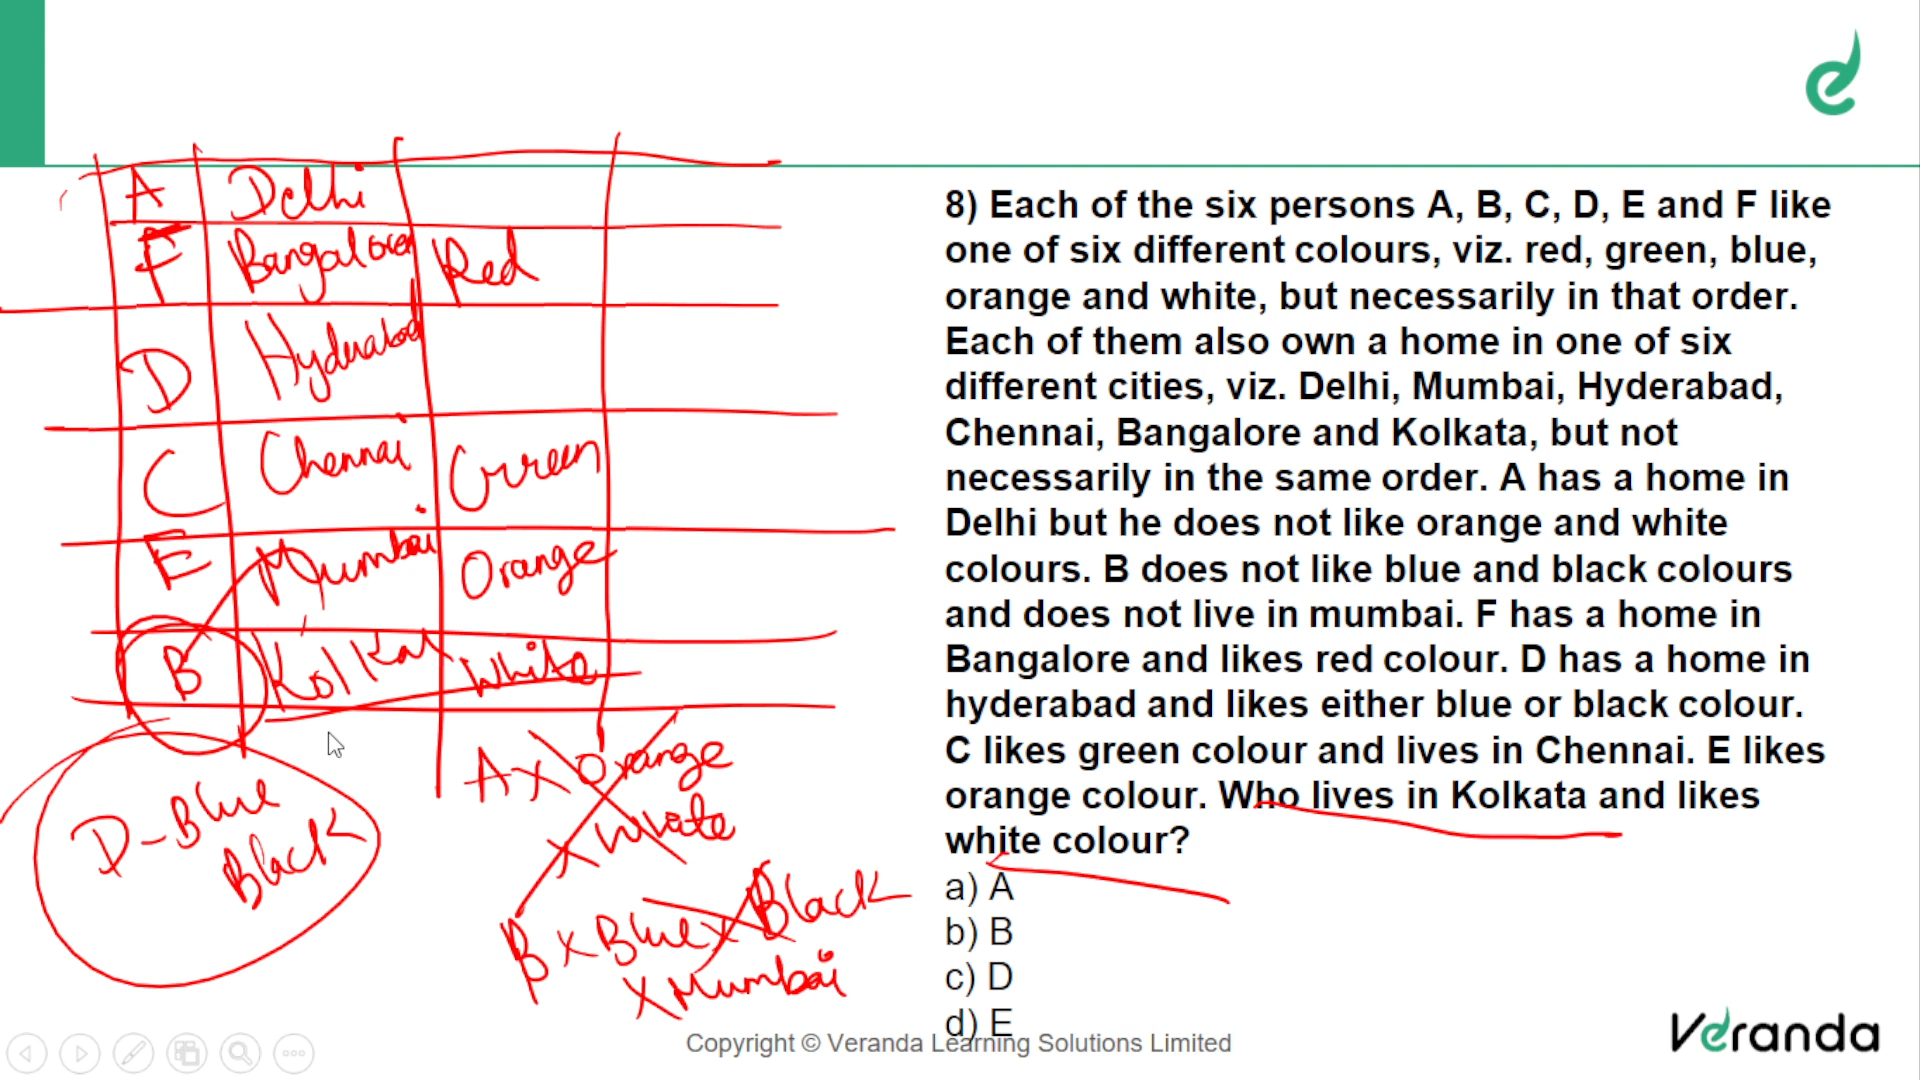 A Delhi
F Bangalore Red
D Hyderabad
C Chennai Green
E Mumbai Orange
B Kolkat White
D-Blue
Black
A x Orange
x White
B x Blue x Black
x Mumbai
8) Each of the six persons A, B, C, D, E and F like
one of six different colours, viz. red, green, blue,
orange and white, but necessarily in that order.
Each of them also own a home in one of six
different cities, viz. Delhi, Mumbai, Hyderabad,
Chennai, Bangalore and Kolkata, but not
necessarily in the same order. A has a home in
Delhi but he does not like orange and white
colours. B does not like blue and black colours
and does not live in mumbai. F has a home in
Bangalore and likes red colour. D has a home in
hyderabad and likes either blue or black colour.
C likes green colour and lives in Chennai. E likes
orange colour. Who lives in Kolkata and likes
white colour?
a) A
b) B
c) D
d) E
Copyright © Veranda Learning Solutions Limited
Veranda